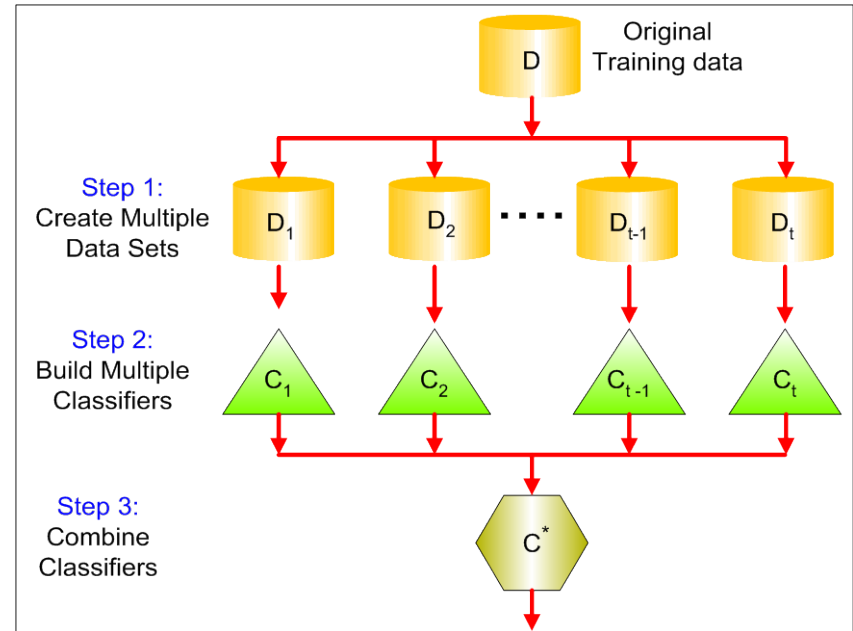 D
Original
Training data
Step 1:
Create Multiple
Data Sets
D1
D2
....
Dt-1
Dt
Step 2:
Build Multiple
Classifiers
C1
C2
Ct -1
Ct
Step 3:
Combine
Classifiers
C*